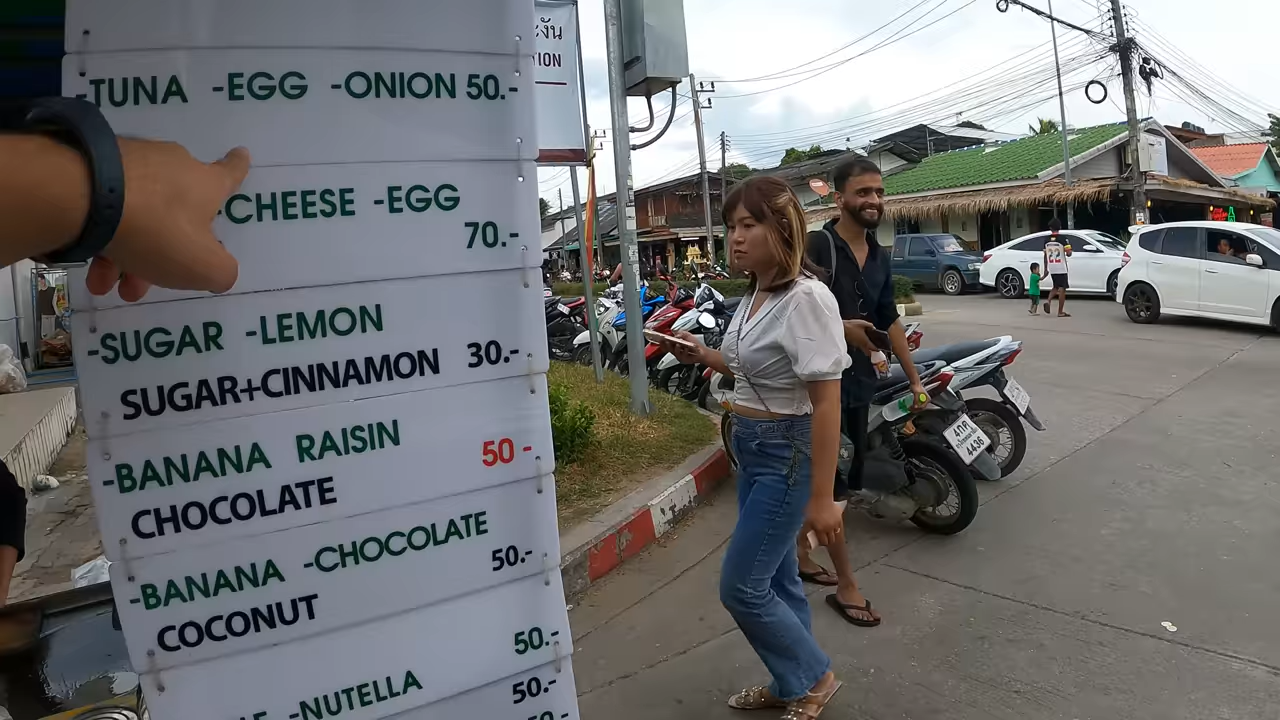 -TUNA -EGG -ONION 50.-
-CHEESE -EGG
70.-
-SUGAR -LEMON
SUGAR+CINNAMON 30.-
-BANANA RAISIN
CHOCOLATE 50-
-BANANA -CHOCOLATE
COCONUT 50.-
50.-
-NUTELLA
50.-
ION
22
4436